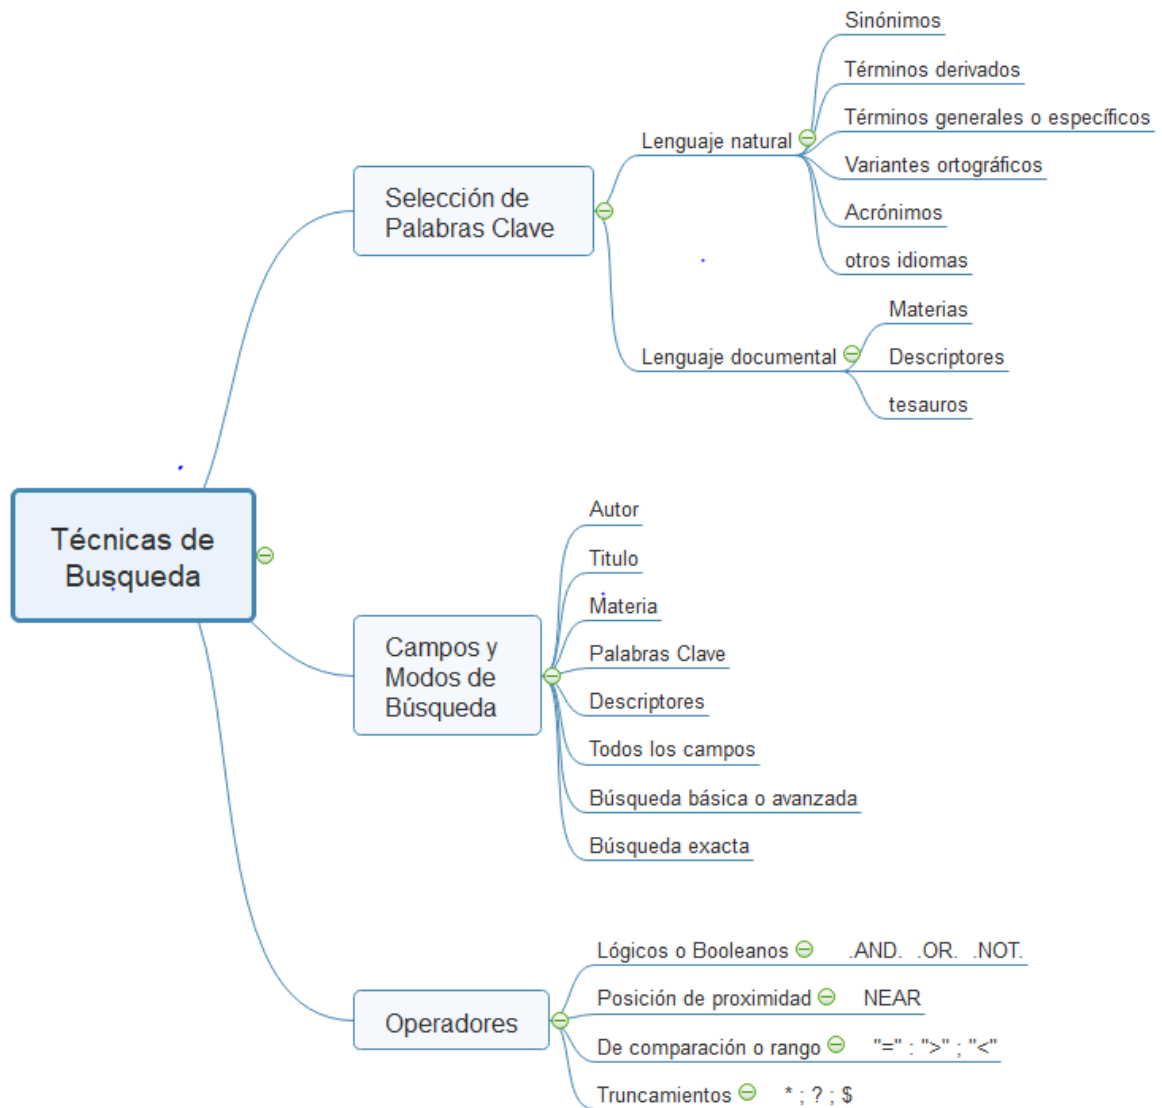 Técnicas de
Busqueda
Selección de
Palabras Clave
Lenguaje natural
Sinónimos
Términos derivados
Términos generales o específicos
Variantes ortográficos
Acrónimos
otros idiomas
Lenguaje documental
Materias
Descriptores
tesauros
Campos y
Modos de
Búsqueda
Autor
Titulo
Materia
Palabras Clave
Descriptores
Todos los campos
Búsqueda básica o avanzada
Búsqueda exacta
Operadores
Lógicos o Booleanos .AND. .OR. .NOT.
Posición de proximidad NEAR
De comparación o rango "=" : ">" ; "<"
Truncamientos * ; ? ; $